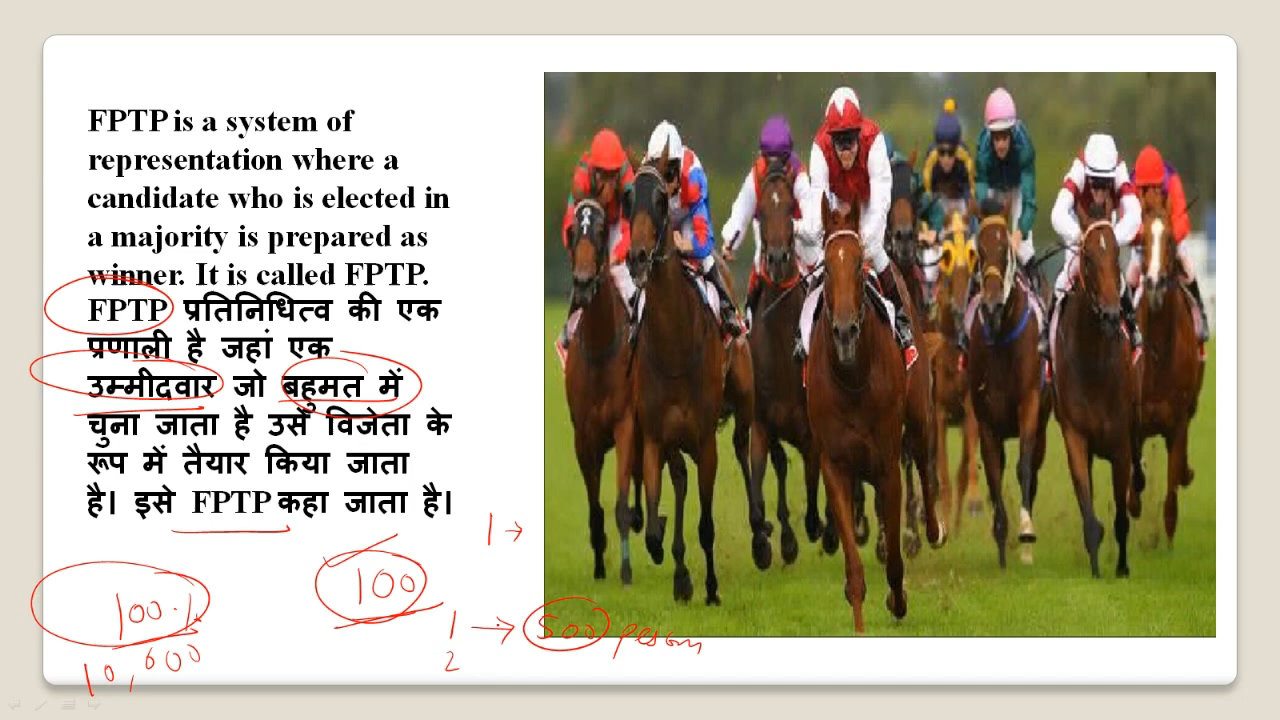 FPTP is a system of
representation where a
candidate who is elected in
a majority is prepared as
winner. It is called FPTP.
FPTP प्रतिनिधित्व की एक
प्रणाली है जहां एक
उम्मीदवार जो बहुमत में
चुना जाता है उसे विजेता के
रूप में तैयार किया जाता
है। इसे FPTP कहा जाता है।
1 →
100
100%
1 → 500 person
2
10,000